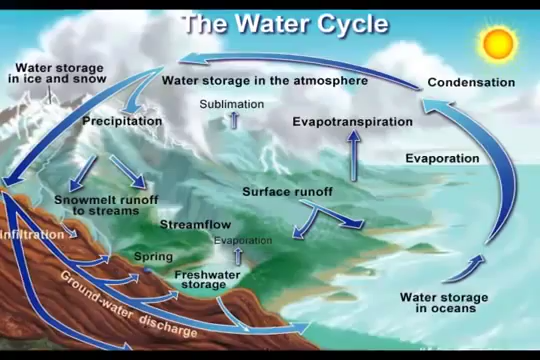 The Water Cycle
Water storage
in ice and snow
Water storage in the atmosphere
Condensation
Sublimation
Precipitation
Evapotranspiration
Evaporation
Snowmelt runoff
to streams
Surface runoff
Streamflow
Infiltration
Evaporation
Spring
Freshwater
storage
Ground-water discharge
Water storage
in oceans